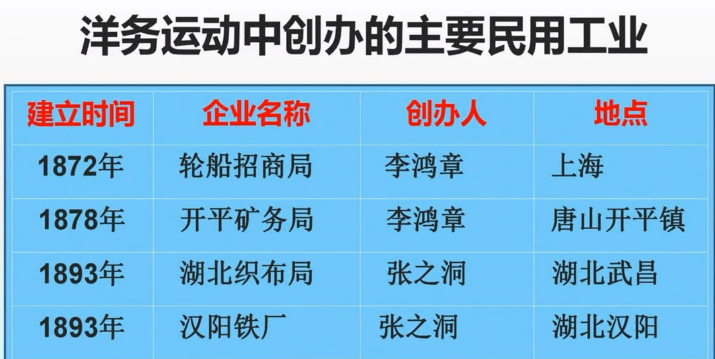 洋务运动中创办的主要民用工业
建立时间 企业名称 创办人 地点
1872年 轮船招商局 李鸿章 上海
1878年 开平矿务局 李鸿章 唐山开平镇
1893年 湖北织布局 张之洞 湖北武昌
1893年 汉阳铁厂 张之洞 湖北汉阳